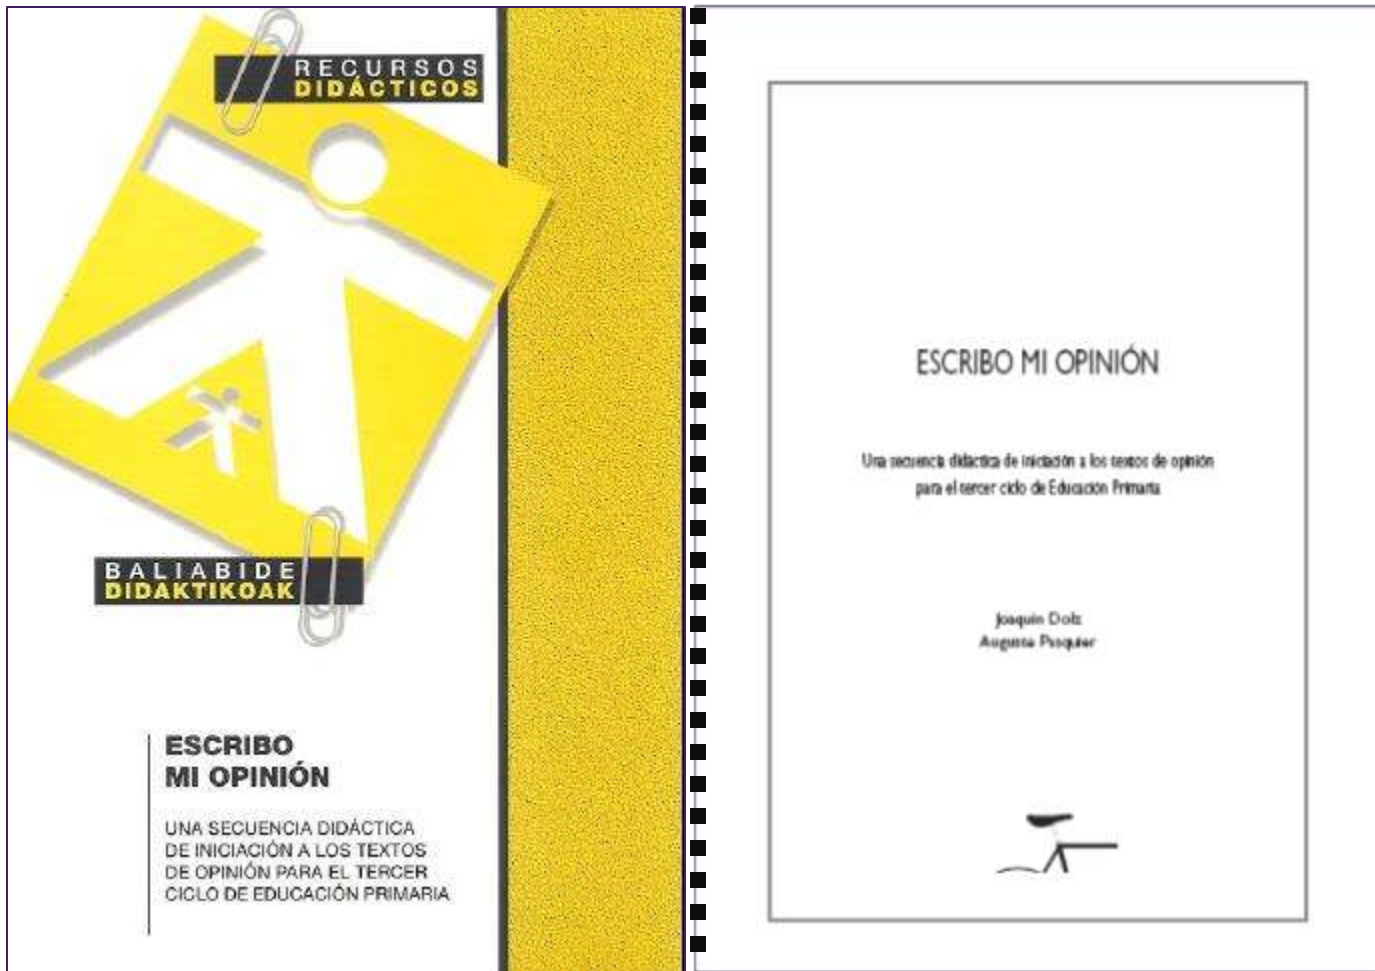 RECURSOS
DIDÁCTICOS
BALIABIDE
DIDAKTIKOAK
ESCRIBO
MI OPINIÓN
UNA SECUENCIA DIDÁCTICA
DE INICIACIÓN A LOS TEXTOS
DE OPINIÓN PARA EL TERCER
CICLO DE EDUCACIÓN PRIMARIA
ESCRIBO MI OPINIÓN
Una secuencia didáctica de iniciación a los textos de opinión
para el tercer ciclo de Educación Primaria
Joaquín Dolz
Auguste Pasquier